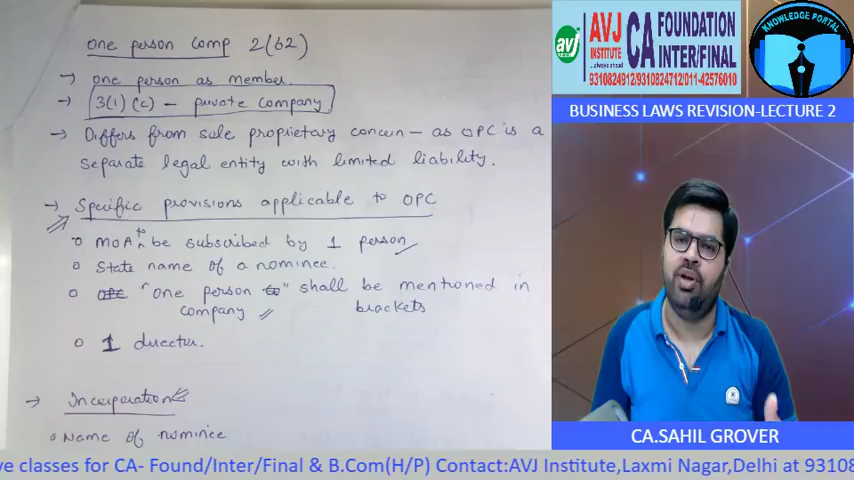 one person comp 2(62)
→ one person as member.
→ 3(1)(c) - private company
→ Differs from sole proprietary concern - as OPC is a
separate legal entity with limited liability.
→ Specific provisions applicable to OPC
o MOA to be subscribed by 1 person
o State name of a nominee.
o "one person" shall be mentioned in
company brackets
o 1 director.
→ Incorporation
o Name of nominee
avj
AVJ
INSTITUTE
...always ahead
CA FOUNDATION
INTER/FINAL
9310824912/9310824712/011-42576010
KNOWLEDGE PORTAL
BUSINESS LAWS REVISION-LECTURE 2
CA.SAHIL GROVER
ve classes for CA- Found/Inter/Final & B.Com(H/P) Contact:AVJ Institute,Laxmi Nagar,Delhi at 93108